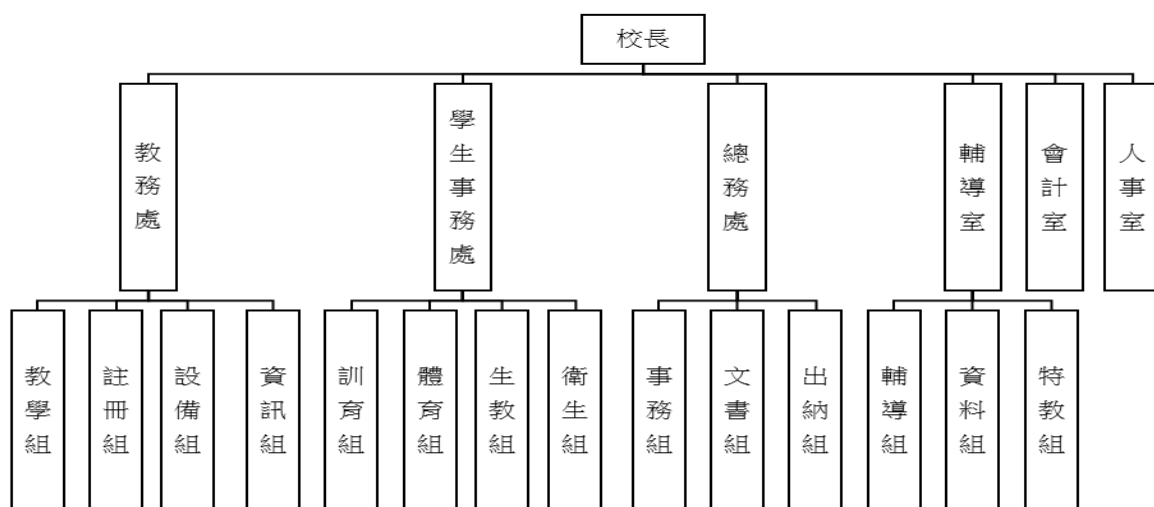 校長
教務處
學生事務處
總務處
輔導室
會計室
人事室
教學組
註冊組
設備組
資訊組
訓育組
體育組
生教組
衛生組
事務組
文書組
出納組
輔導組
資料組
特教組